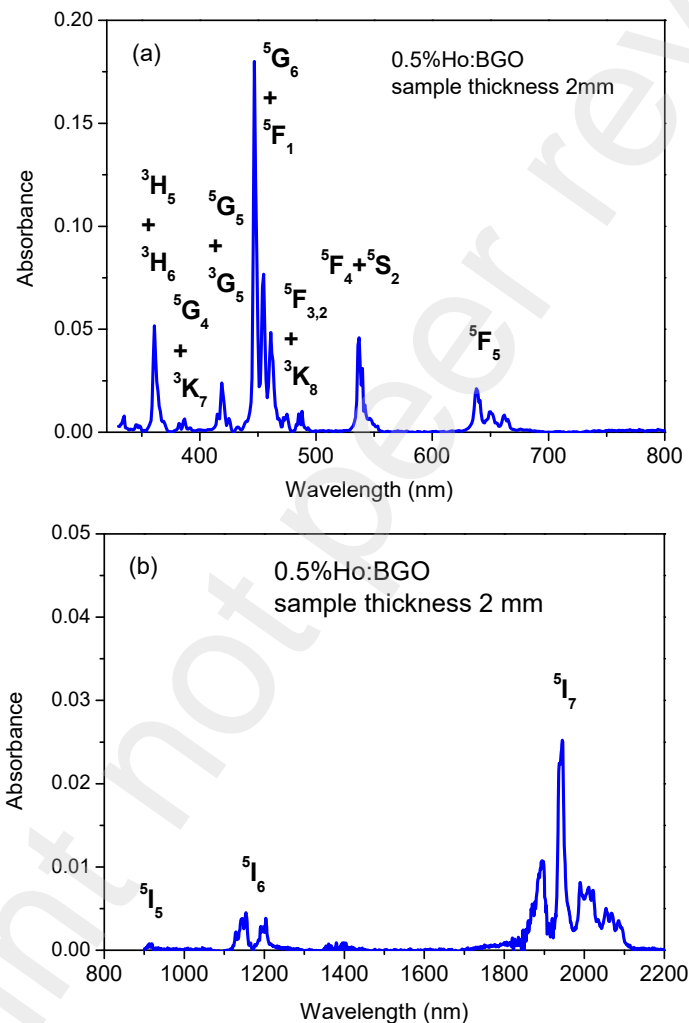 (a)
0.5%Ho:BGO
sample thickness 2mm
⁵G₆
+
⁵F₁
³H₅
+
³H₆
⁵G₅
+
³G₅
⁵G₄
+
³K₇
⁵F₃,₂
+
³K₈
⁵F₄+⁵S₂
⁵F₅
Absorbance
0.20
0.15
0.10
0.05
0.00
400 500 600 700 800
Wavelength (nm)
(b)
0.5%Ho:BGO
sample thickness 2 mm
⁵I₅
⁵I₆
⁵I₇
Absorbance
0.05
0.04
0.03
0.02
0.01
0.00
800 1000 1200 1400 1600 1800 2000 2200
Wavelength (nm)
not peer rev